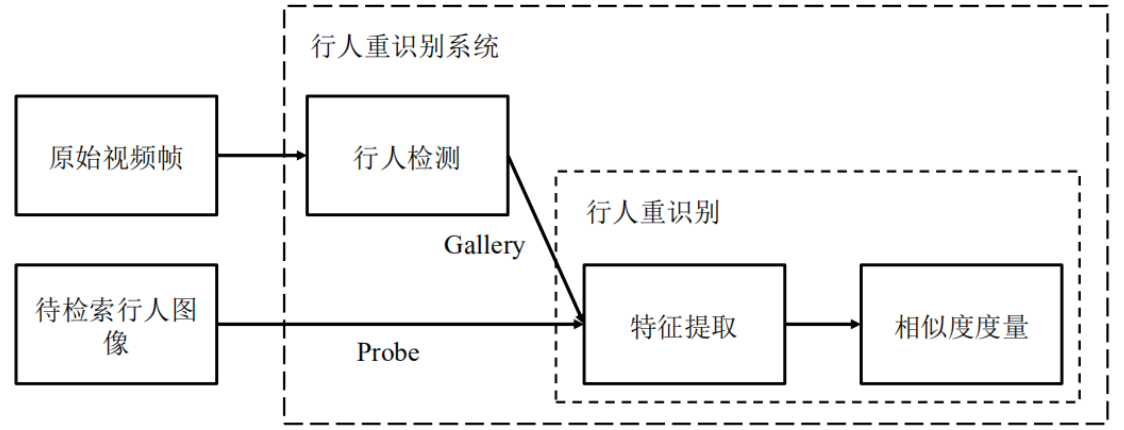 行人重识别系统
原始视频帧
行人检测
行人重识别
Gallery
待检索行人图
像
Probe
特征提取
相似度度量